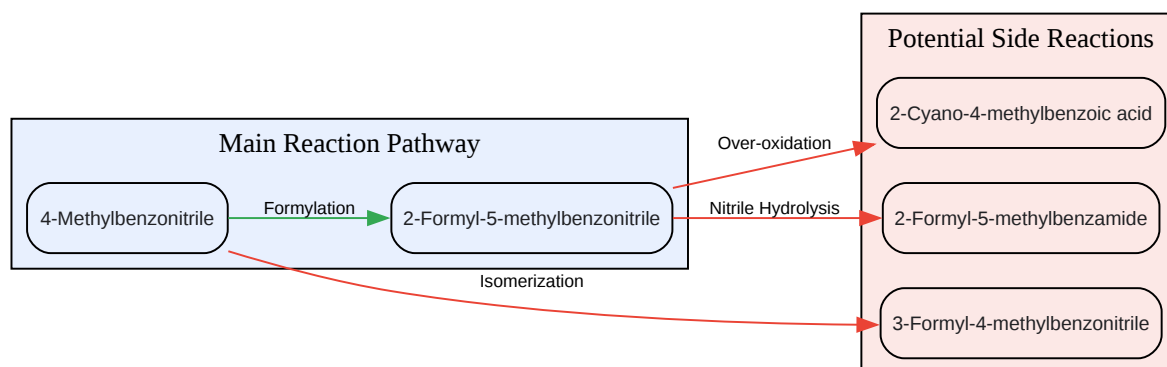 Potential Side Reactions
2-Cyano-4-methylbenzoic acid
Main Reaction Pathway
Over-oxidation
4-Methylbenzonitrile
Formylation
2-Formyl-5-methylbenzonitrile
Nitrile Hydrolysis
2-Formyl-5-methylbenzamide
Isomerization
3-Formyl-4-methylbenzonitrile